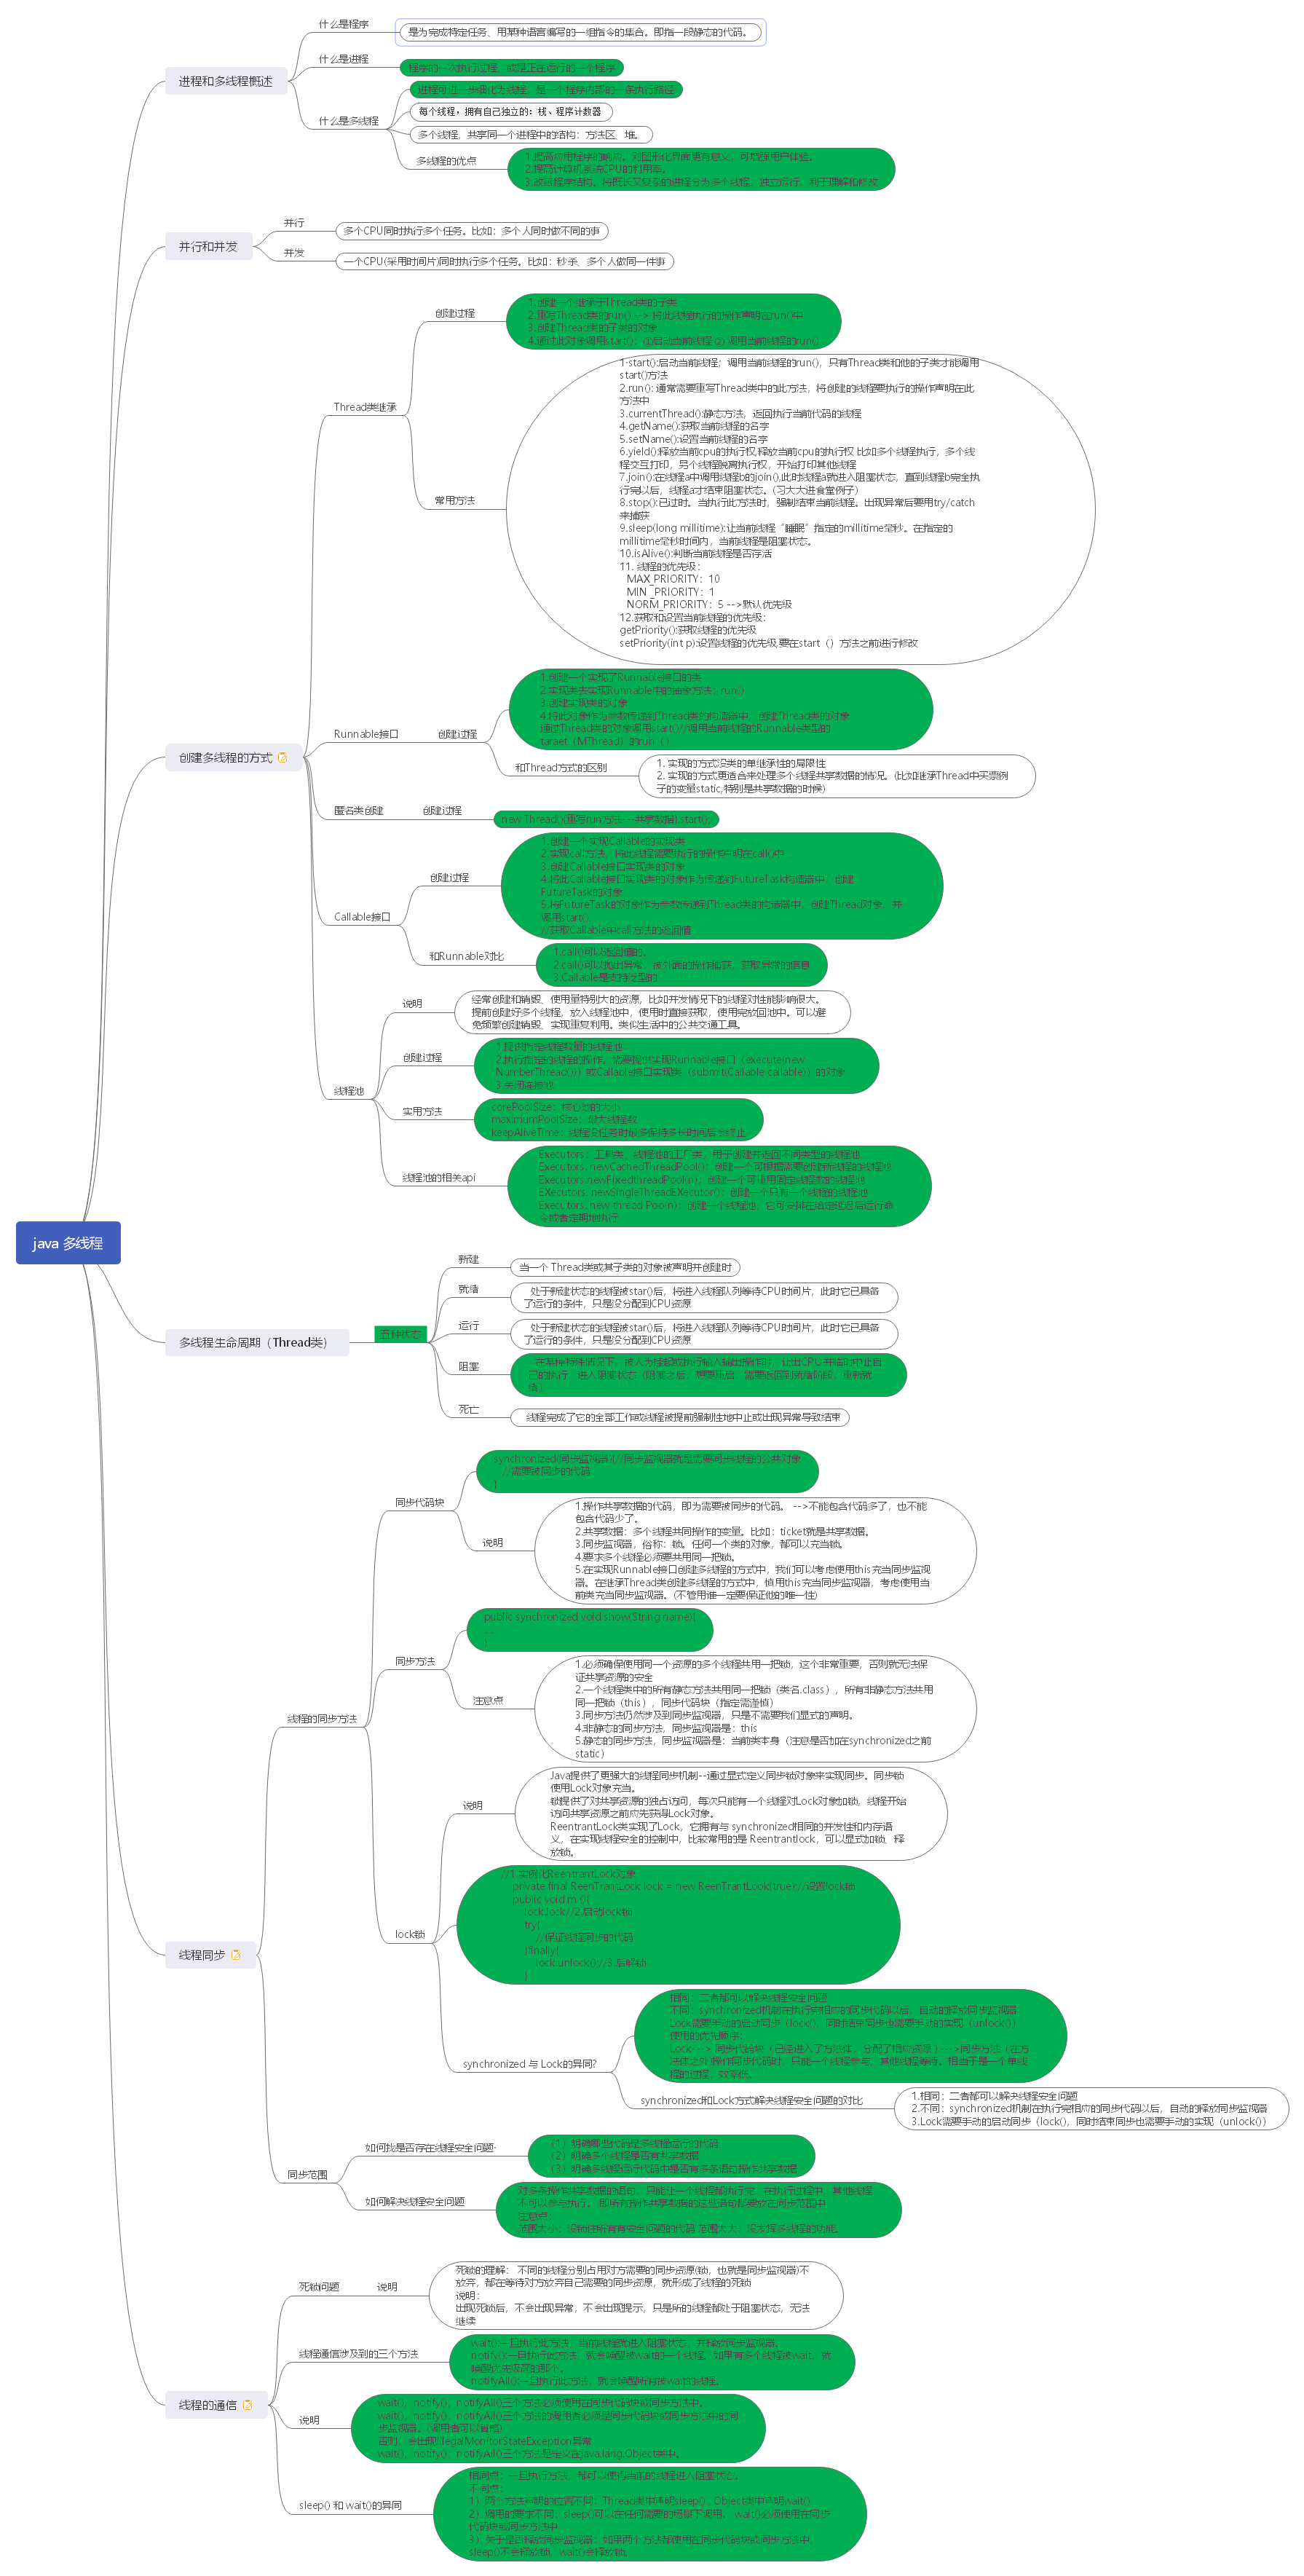 什么是程序
是为完成特定任务、用某种语言编写的一组指令的集合。即指一段静态的代码。
什么是进程
程序的一次执行过程，或是正在运行的一个程序
进程和多线程概述
进程可进一步细化为线程，是一个程序内部的一条执行路径
每个线程，拥有自己独立的：栈、程序计数器
什么是多线程
多个线程，共享同一个进程中的结构：方法区、堆。
多线程的优点
1.提高应用程序的响应。对图形化界面更有意义，可增强用户体验。
2.提高计算机系统CPU的利用率。
3.改善程序结构。将既长又复杂的进程分为多个线程，独立运行，利于理解和修改
并行
多个CPU同时执行多个任务。比如：多个人同时做不同的事
并行和并发
并发
一个CPU(采用时间片)同时执行多个任务。比如：秒杀、多个人做同一件事
创建过程
1.创建一个继承于Thread类的子类
2.重写Thread类的run() --> 将此线程执行的操作声明在run()中
3.创建Thread类的子类的对象
4.通过此对象调用start()：①启动当前线程 ② 调用当前线程的run()
Thread类继承
常用方法
1·start():启动当前线程；调用当前线程的run()，只有Thread类和他的子类才能调用
start()方法
2.run(): 通常需要重写Thread类中的此方法，将创建的线程要执行的操作声明在此
方法中
3.currentThread():静态方法，返回执行当前代码的线程
4.getName():获取当前线程的名字
5.setName():设置当前线程的名字
6.yield():释放当前cpu的执行权,释放当前cpu的执行权 比如多个线程执行，多个线
程交互打印，另个线程隔离执行权，开始打印其他线程
7.join():在线程a中调用线程b的join(),此时线程a就进入阻塞状态，直到线程b完全执
行完以后，线程a才结束阻塞状态。(习大大进食堂例子)
8.stop():已过时。当执行此方法时，强制结束当前线程。出现异常后要用try/catch
来捕获
9.sleep(long millitime):让当前线程“睡眠”指定的millitime毫秒。在指定的
millitime毫秒时间内，当前线程是阻塞状态。
10.isAlive():判断当前线程是否存活
11. 线程的优先级：
MAX_PRIORITY：10
MIN _PRIORITY：1
NORM_PRIORITY：5 -->默认优先级
12.获取和设置当前线程的优先级：
getPriority():获取线程的优先级
setPriority(int p):设置线程的优先级,要在start（）方法之前进行修改
创建多线程的方式
Runnable接口
创建过程
1.创建一个实现了Runnable接口的类
2.实现类去实现Runnable中的抽象方法：run()
3.创建实现类的对象
4.将此对象作为参数传递到Thread类的构造器中，创建Thread类的对象
通过Thread类的对象调用start()//调用当前线程的Runnable类型的
target（MThread）的run（）
和Thread方式的区别
1. 实现的方式没类的单继承性的局限性
2. 实现的方式更适合来处理多个线程共享数据的情况。(比如继承Thread中买票例
子的变量static,特别是共享数据的时候)
匿名类创建
创建过程
new Thread(){重写run方法---共享数据}.start();
Callable接口
创建过程
1.创建一个实现Callable的实现类
2.实现call方法，将此线程需要执行的操作声明在call()中
3.创建Callable接口实现类的对象
4.将此Callable接口实现类的对象作为传递到FutureTask构造器中，创建
FutureTask的对象
5.将FutureTask的对象作为参数传递到Thread类的构造器中，创建Thread对象，并
调用start()
//获取Callable中call方法的返回值
和Runnable对比
1.call()可以返回值的。
2.call()可以抛出异常，被外面的操作捕获，获取异常的信息
3.Callable是支持泛型的
线程池
说明
经常创建和销毁、使用量特别大的资源，比如并发情况下的线程对性能影响很大。
提前创建好多个线程，放入线程池中，使用时直接获取，使用完放回池中。可以避
免频繁创建销毁、实现重复利用。类似生活中的公共交通工具。
创建过程
1.提供指定线程数量的线程池
2.执行指定的线程的操作。需要提供实现Runnable接口（execute(new
NumberThread())）或Callable接口实现类（submit(Callable callable)）的对象
3.关闭连接池
实用方法
corePoolSize：核心池的大小
maximumPoolSize：最大线程数
keepAliveTime：线程没任务时最多保持多长时间后会终止
线程池的相关api
Executors：工具类、线程池的工厂类，用于创建并返回不同类型的线程池
Executors. newCachedThreadPool()：创建一个可根据需要创建新线程的线程池
Executors.newFixedthreadPool(n)；创建一个可重用固定线程数的线程池
EXecutors. newSingleThreadEXecutor()：创建一个只有一个线程的线程池
Executors. new thread Poo(n)：创建一个线程池，它可安排在给定延迟后运行命
令或者定期地执行
java 多线程
多线程生命周期（Thread类）
五种状态
新建
当一个 Thread类或其子类的对象被声明并创建时
就绪
处于新建状态的线程被star()后，将进入线程队列等待CPU时间片，此时它已具备
了运行的条件，只是没分配到CPU资源
运行
处于新建状态的线程被star()后，将进入线程队列等待CPU时间片，此时它已具备
了运行的条件，只是没分配到CPU资源
阻塞
在某种特殊情况下，被人为挂起或执行输入输出操作时，让出CPU并临时中止自
己的执行，进入阻塞状态（阻塞之后，想要重启，需要返回到就绪阶段，重新就
绪）
死亡
线程完成了它的全部工作或线程被提前强制性地中止或出现异常导致结束
线程同步
线程的同步方法
同步代码块
synchronized(同步监视器){//同步监视器就是需要同步线程的公共对象
//需要被同步的代码
}
说明
1.操作共享数据的代码，即为需要被同步的代码。 -->不能包含代码多了，也不能
包含代码少了。
2.共享数据：多个线程共同操作的变量。比如：ticket就是共享数据。
3.同步监视器，俗称：锁。任何一个类的对象，都可以充当锁。
4.要求多个线程必须要共用同一把锁。
5.在实现Runnable接口创建多线程的方式中，我们可以考虑使用this充当同步监视
器。在继承Thread类创建多线程的方式中，慎用this充当同步监视器，考虑使用当
前类充当同步监视器。(不管用谁一定要保证他的唯一性)
同步方法
public synchronized void show(String name){
....
}
注意点
1.必须确保使用同一个资源的多个线程共用一把锁，这个非常重要，否则就无法保
证共享资源的安全
2.一个线程类中的所有静态方法共用同一把锁（类名.class），所有非静态方法共用
同一把锁（this），同步代码块（指定需谨慎）
3.同步方法仍然涉及到同步监视器，只是不需要我们显式的声明。
4.非静态的同步方法，同步监视器是：this
5.静态的同步方法，同步监视器是：当前类本身（注意是否加在synchronized之前
static）
lock锁
说明
Java提供了更强大的线程同步机制--通过显式定义同步锁对象来实现同步。同步锁
使用Lock对象充当。
锁提供了对共享资源的独占访问，每次只能有一个线程对Lock对象加锁，线程开始
访问共享资源之前应先获得Lock对象。
ReentrantLock类实现了Lock，它拥有与 synchronized相同的并发性和内存语
义，在实现线程安全的控制中，比较常用的是 Reentrantlock，可以显式加锁、释
放锁。
//1.实例化ReentrantLock对象
private final ReenTrantLock lock = new ReenTrantLook(true);//设置lock锁
public void m (){
lock.lock//2.启动lock锁
try{
//保证线程同步的代码
}finally{
lock.unlock();//3.后解锁
}
synchronized 与 Lock的异同?
相同：二者都可以解决线程安全问题
不同：synchronized机制在执行完相应的同步代码以后，自动的释放同步监视器
Lock需要手动的启动同步（lock()，同时结束同步也需要手动的实现（unlock()）
使用的优先顺序：
Lock---> 同步代码块（已经进入了方法体，分配了相应资源 ) --->同步方法（在方
法体之外)操作同步代码时，只能一个线程参与，其他线程等待。相当于是一个单线
程的过程，效率低。
synchronized和Lock方式解决线程安全问题的对比
1.相同：二者都可以解决线程安全问题
2.不同：synchronized机制在执行完相应的同步代码以后，自动的释放同步监视器
3.Lock需要手动的启动同步（lock()，同时结束同步也需要手动的实现（unlock()）
同步范围
如何找是否存在线程安全问题·
（1）明确哪些代码是多线程运行的代码
（2）明确多个线程是否有共享数据
（3）明确多线程运行代码中是否有多条语句操作共享数据
如何解决线程安全问题
对多条操作共享数据的语句，只能让一个线程都执行完，在执行过程中，其他线程
不可以参与执行。 即所有操作共享数据的这些语句都要放在同步范围中
注意点：
范围太小：没锁住所有有安全问题的代码 范围太大：没发挥多线程的功能。
线程的通信
死锁问题
说明
死锁的理解： 不同的线程分别占用对方需要的同步资源(锁，也就是同步监视器)不
放弃，都在等待对方放弃自己需要的同步资源，就形成了线程的死锁
说明：
出现死锁后，不会出现异常，不会出现提示，只是所的线程都处于阻塞状态，无法
继续
线程通信涉及到的三个方法
wait():一旦执行此方法，当前线程就进入阻塞状态，并释放同步监视器。
notify():一旦执行此方法，就会唤醒被wait的一个线程。如果有多个线程被wait，就
唤醒优先级高的那个。
notifyAll():一旦执行此方法，就会唤醒所有被wait的线程。
说明
wait()，notify()，notifyAll()三个方法必须使用在同步代码块或同步方法中。
wait()，notify()，notifyAll()三个方法的调用者必须是同步代码块或同步方法中的同
步监视器。(调用者可以省略)
否则，会出现IllegalMonitorStateException异常
wait()，notify()，notifyAll()三个方法是定义在java.lang.Object类中。
sleep() 和 wait()的异同
相同点：一旦执行方法，都可以使得当前的线程进入阻塞状态。
不同点：
1）两个方法声明的位置不同：Thread类中声明sleep() , Object类中声明wait()
2）调用的要求不同：sleep()可以在任何需要的场景下调用。 wait()必须使用在同步
代码块或同步方法中
3）关于是否释放同步监视器：如果两个方法都使用在同步代码块或同步方法中，
sleep()不会释放锁，wait()会释放锁。